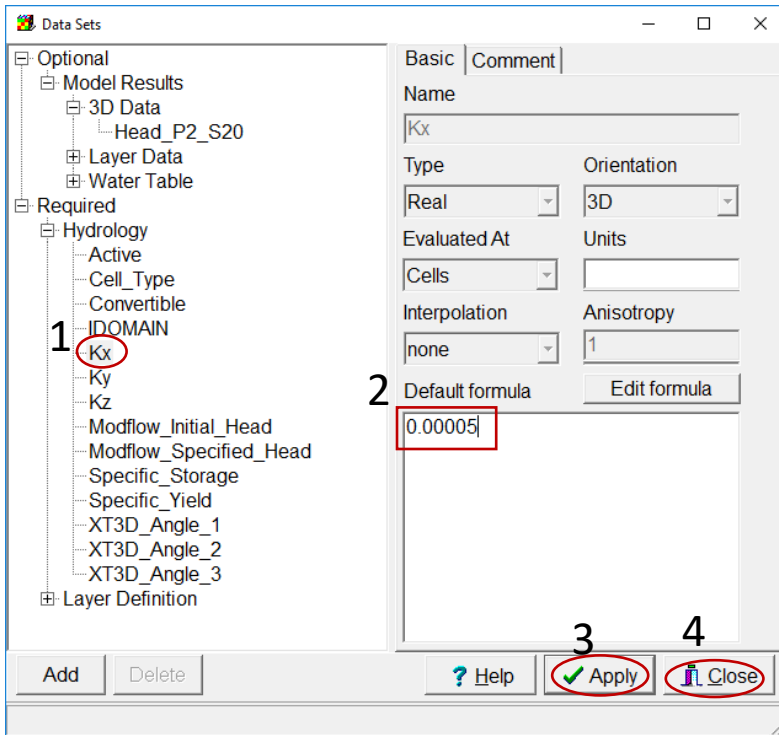 Data Sets
Optional
Model Results
3D Data
Head_P2_S20
Layer Data
Water Table
Required
Hydrology
Active
Cell_Type
Convertible
IDOMAIN
1
Kx
Ky
Kz
Modflow_Initial_Head
Modflow_Specified_Head
Specific_Storage
Specific_Yield
XT3D_Angle_1
XT3D_Angle_2
XT3D_Angle_3
Layer Definition
Basic Comment
Name
Kx
Type Orientation
Real 3D
Evaluated At Units
Cells
Interpolation Anisotropy
none 1
2 Default formula Edit formula
0.00005
3 4
Add Delete ? Help Apply Close